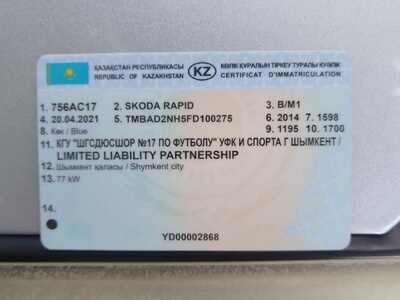 ҚАЗАҚСТАН РЕСПУБЛИКАСЫ KZ КӨЛІК ҚҰРАЛЫН ТІРКЕУ ТУРАЛЫ КУӘЛІК
REPUBLIC OF KAZAKHSTAN CERTIFICAT D'IMMATRICULATION
1. 756AC17 2. SKODA RAPID 3. B/M1
4. 20.04.2021 5. TMBAD2NH5FD100275 6. 2014 7. 1598
8. Көк / Blue 9. 1195 10. 1700
11. КГУ "ШГСДЮСШОР №17 ПО ФУТБОЛУ" УФК И СПОРТА Г ШЫМКЕНТ /
LIMITED LIABILITY PARTNERSHIP
12. Шымкент қаласы / Shymkent city
13. 77 kW
14.
YD00002868